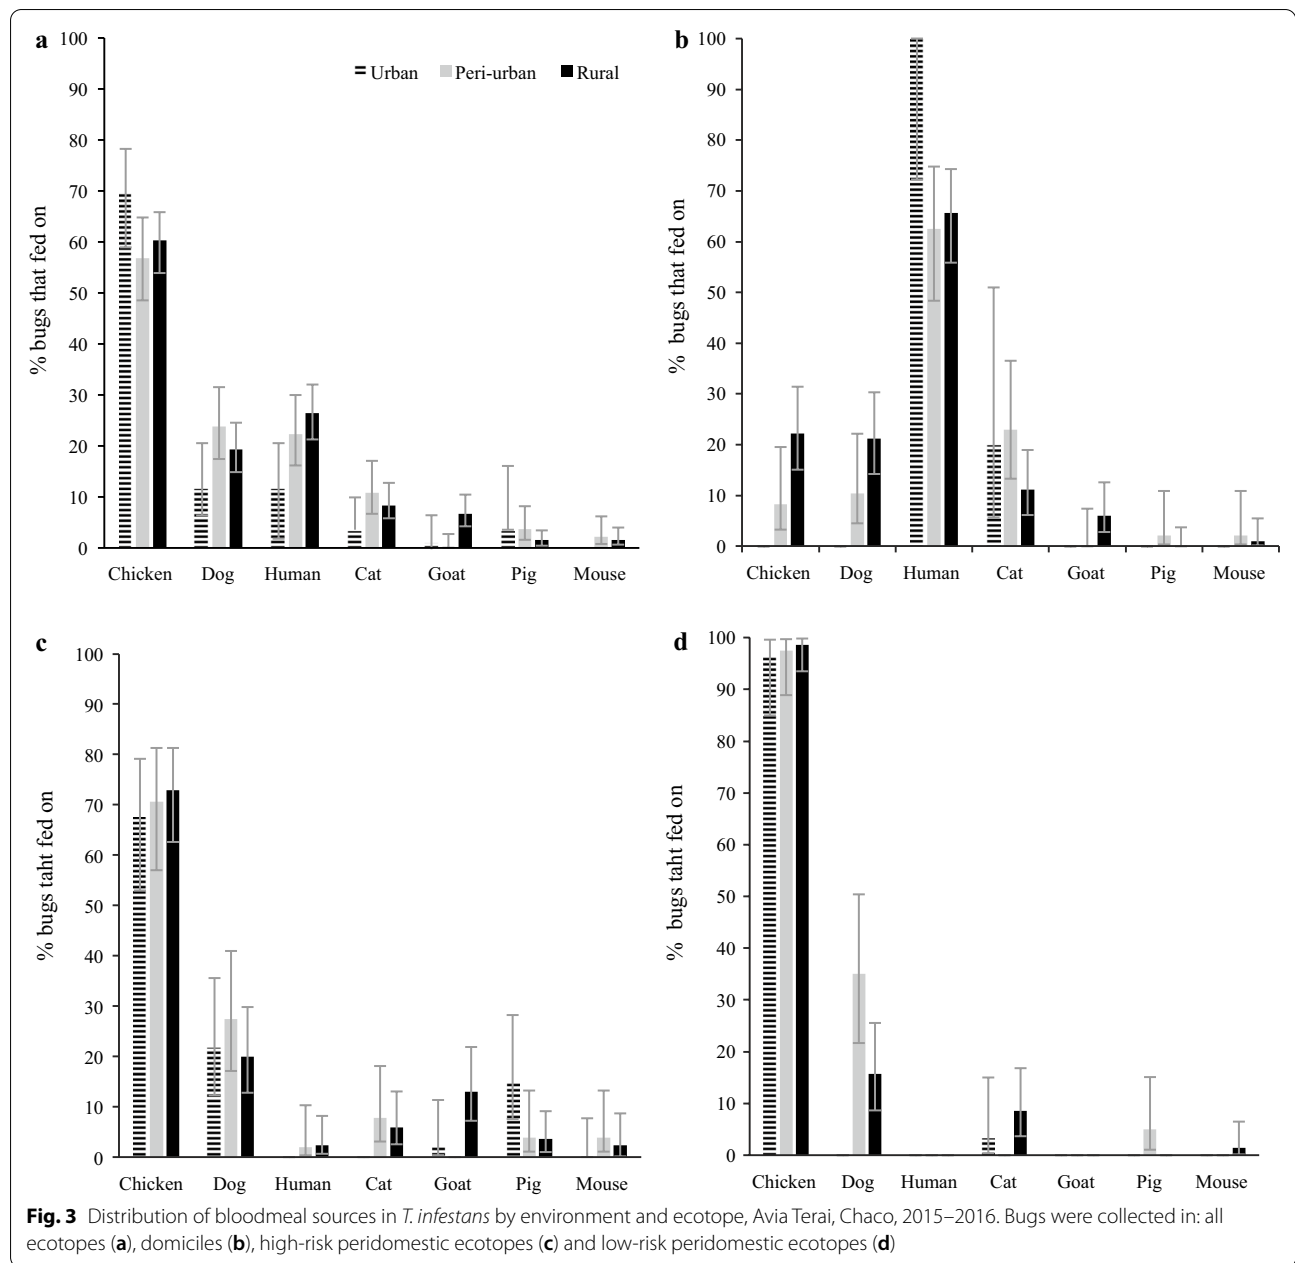 a
100
90
80
70
60
50
40
30
20
10
0
% bugs that fed on
Urban Peri-urban Rural
Chicken Dog Human Cat Goat Pig Mouse
b
100
90
80
70
60
50
40
30
20
10
0
% bugs that fed on
Chicken Dog Human Cat Goat Pig Mouse
c
100
90
80
70
60
50
40
30
20
10
0
% bugs taht fed on
Chicken Dog Human Cat Goat Pig Mouse
d
100
90
80
70
60
50
40
30
20
10
0
% bugs taht fed on
Chicken Dog Human Cat Goat Pig Mouse
Fig. 3 Distribution of bloodmeal sources in T. infestans by environment and ecotope, Avia Terai, Chaco, 2015–2016. Bugs were collected in: all
ecotopes (a), domiciles (b), high-risk peridomestic ecotopes (c) and low-risk peridomestic ecotopes (d)